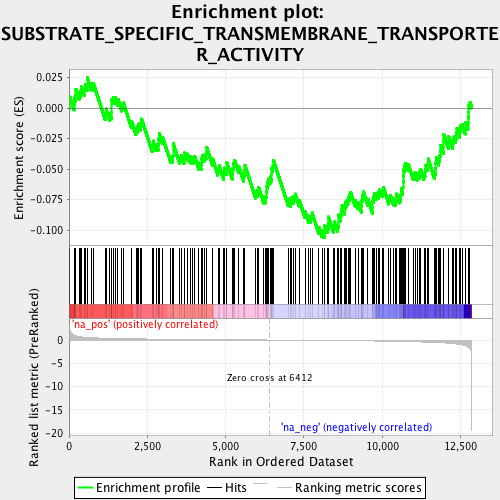 Enrichment plot:
SUBSTRATE_SPECIFIC_TRANSMEMBRANE_TRANSPORTE
R_ACTIVITY
Enrichment score (ES)
0.025
0.000
-0.025
-0.050
-0.075
-0.100
'na_pos' (positively correlated)
Ranked list metric (PreRanked)
0
-5
-10
-15
-20
Zero cross at 6412
'na_neg' (negatively correlated)
0
2,500
5,000
7,500
10,000
12,500
Rank in Ordered Dataset
Enrichment profile
Hits
Ranking metric scores